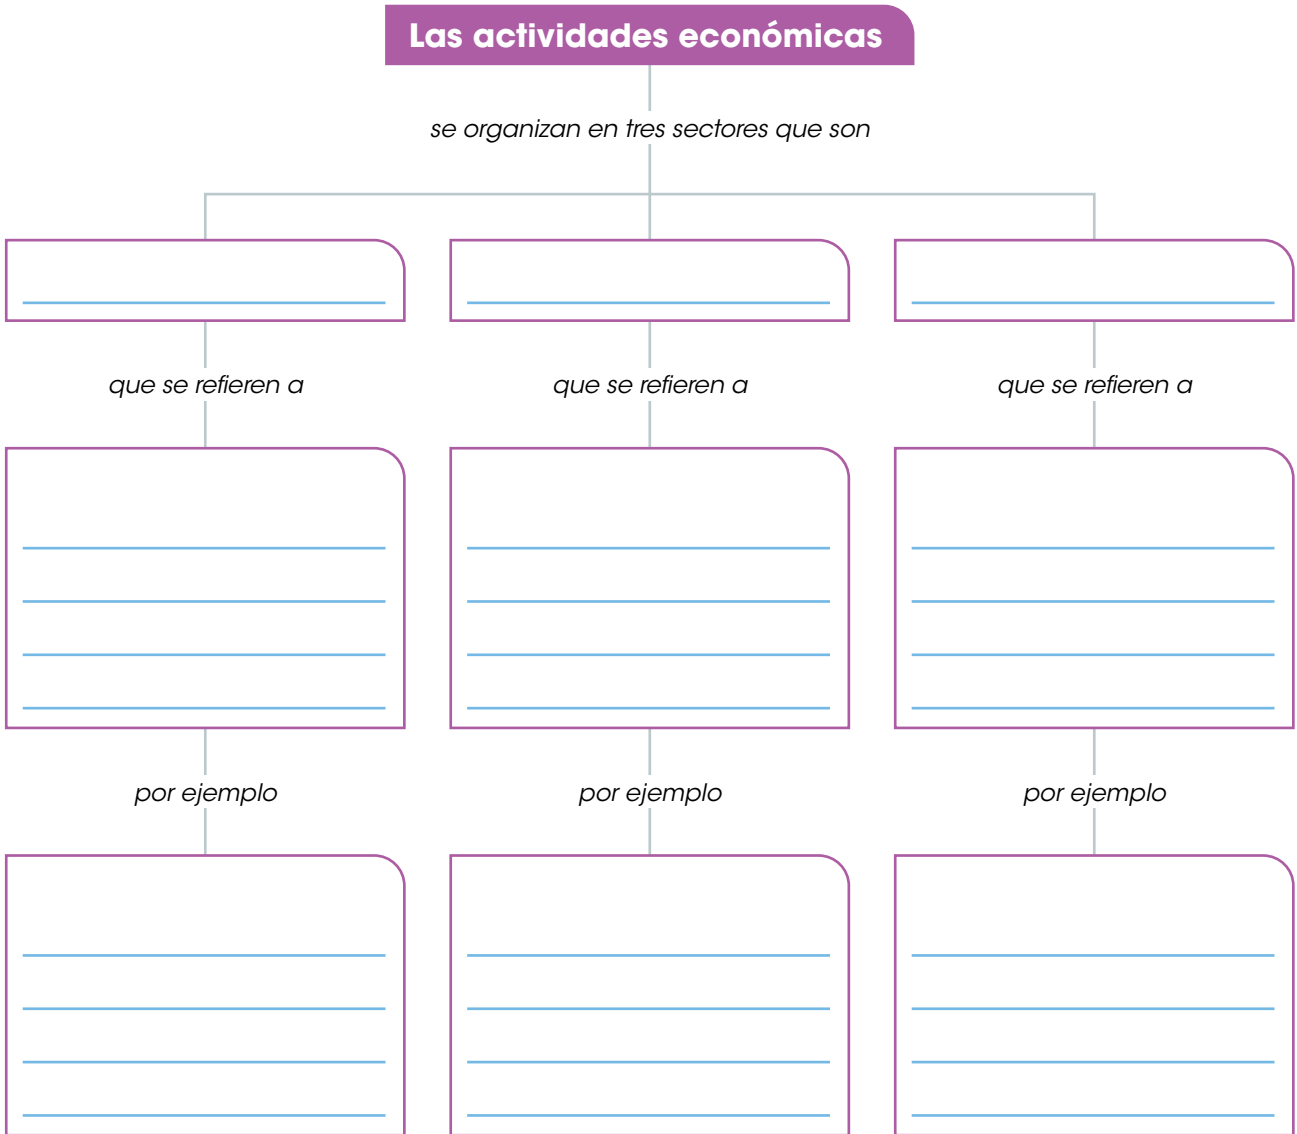 Las actividades económicas
se organizan en tres sectores que son
que se refieren a
que se refieren a
que se refieren a
por ejemplo
por ejemplo
por ejemplo